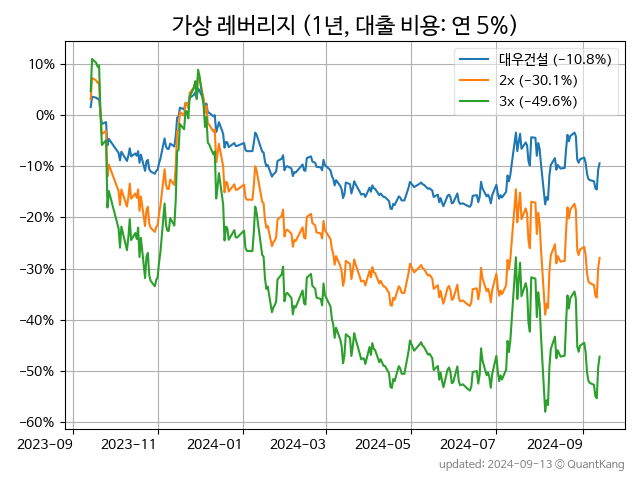 가상 레버리지 (1년, 대출 비용: 연 5%)
대우건설 (−10.8%)
2x (−30.1%)
3x (−49.6%)
10%
0%
−10%
−20%
−30%
−40%
−50%
−60%
2023-09 2023-11 2024-01 2024-03 2024-05 2024-07 2024-09
updated: 2024-09-13 ⓒ QuantKang